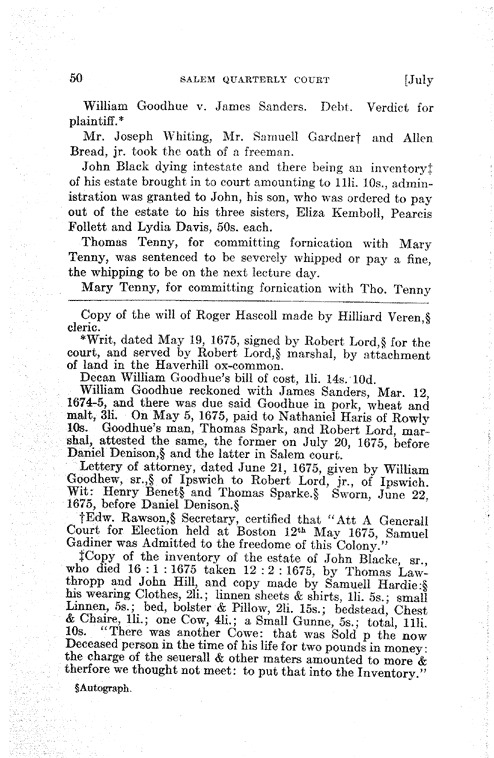 50 SALEM QUARTERLY COURT [July
William Goodhue v. James Sanders. Debt. Verdict for
plaintiff.*
Mr. Joseph Whiting, Mr. Samuell Gardner† and Allen
Bread, jr. took the oath of a freeman.
John Black dying intestate and there being an inventory‡
of his estate brought in to court amounting to 11li. 10s., admin-
istration was granted to John, his son, who was ordered to pay
out of the estate to his three sisters, Eliza Kemboll, Pearcis
Follett and Lydia Davis, 50s. each.
Thomas Tenny, for committing fornication with Mary
Tenny, was sentenced to be severely whipped or pay a fine,
the whipping to be on the next lecture day.
Mary Tenny, for committing fornication with Tho. Tenny
Copy of the will of Roger Hascoll made by Hilliard Veren,§
cleric.
*Writ, dated May 19, 1675, signed by Robert Lord,§ for the
court, and served by Robert Lord,§ marshal, by attachment
of land in the Haverhill ox-common.
Decan William Goodhue's bill of cost, 1li. 14s. 10d.
William Goodhue reckoned with James Sanders, Mar. 12,
1674-5, and there was due said Goodhue in pork, wheat and
malt, 3li. On May 5, 1675, paid to Nathaniel Haris of Rowly
10s. Goodhue's man, Thomas Spark, and Robert Lord, mar-
shal, attested the same, the former on July 20, 1675, before
Daniel Denison,§ and the latter in Salem court.
Lettery of attorney, dated June 21, 1675, given by William
Goodhew, sr.,§ of Ipswich to Robert Lord, jr., of Ipswich.
Wit: Henry Benet§ and Thomas Sparke.§ Sworn, June 22,
1675, before Daniel Denison.§
†Edw. Rawson,§ Secretary, certified that "Att A Generall
Court for Election held at Boston 12th May 1675, Samuel
Gadiner was Admitted to the freedome of this Colony."
‡Copy of the inventory of the estate of John Blacke, sr.,
who died 16 : 1 : 1675 taken 12 : 2 : 1675, by Thomas Law-
thropp and John Hill, and copy made by Samuell Hardie:§
his wearing Clothes, 2li.; linnen sheets & shirts, 1li. 5s.; small
Linnen, 5s.; bed, bolster & Pillow, 2li. 15s.; bedstead, Chest
& Chaire, 1li.; one Cow, 4li.; a Small Gunne, 5s.; total, 11li.
10s. "There was another Cowe: that was Sold p the now
Deceased person in the time of his life for two pounds in money:
the charge of the seuerall & other maters amounted to more &
therfore we thought not meet: to put that into the Inventory."
§Autograph.